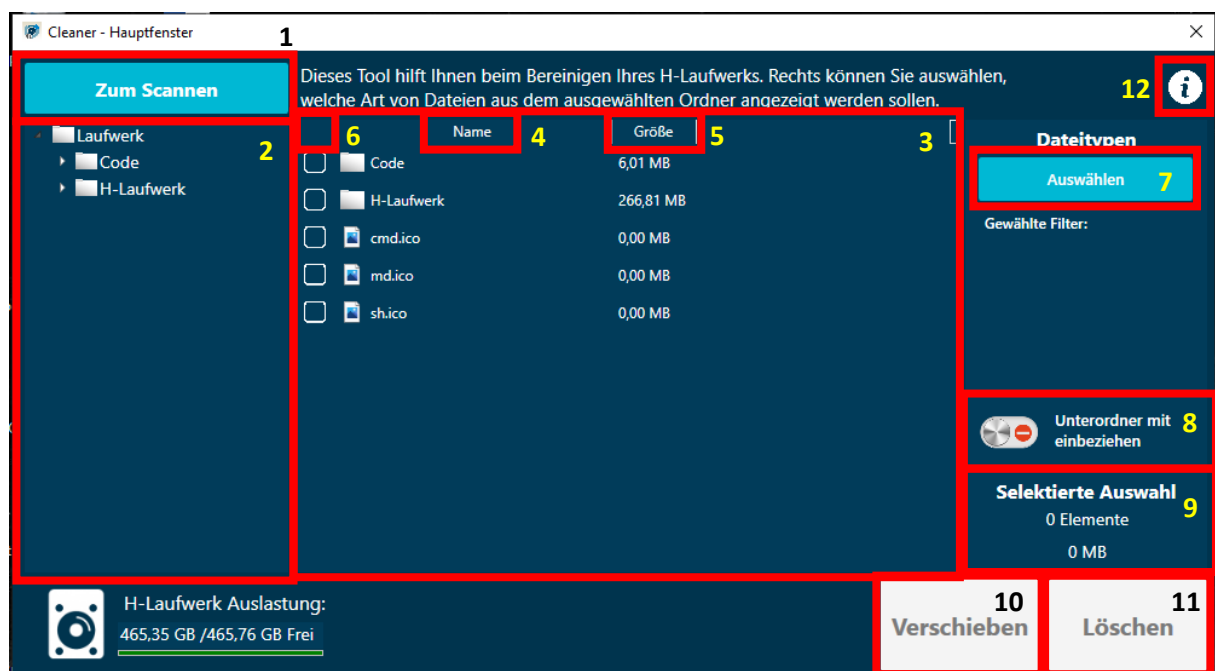 Cleaner - Hauptfenster
1
Zum Scannen
Dieses Tool hilft Ihnen beim Bereinigen Ihres H-Laufwerks. Rechts können Sie auswählen,
welche Art von Dateien aus dem ausgewählten Ordner angezeigt werden sollen.
12
i
Laufwerk
2
Code
H-Laufwerk
6
Name
4
Größe
5
3
Code
6,01 MB
H-Laufwerk
266,81 MB
cmd.ico
0,00 MB
md.ico
0,00 MB
sh.ico
0,00 MB
Dateitypen
Auswählen
7
Gewählte Filter:
Unterordner mit
einbeziehen
8
Selektierte Auswahl
9
0 Elemente
0 MB
H-Laufwerk Auslastung:
465,35 GB /465,76 GB Frei
10
Verschieben
11
Löschen